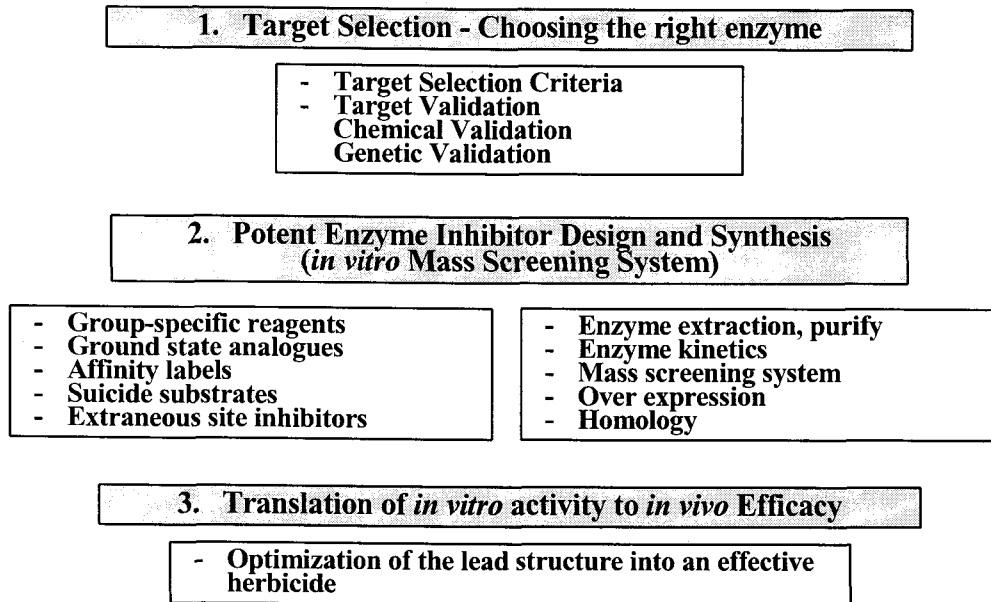 1. Target Selection - Choosing the right enzyme
- Target Selection Criteria
- Target Validation
Chemical Validation
Genetic Validation
2. Potent Enzyme Inhibitor Design and Synthesis
(in vitro Mass Screening System)
- Group-specific reagents
- Ground state analogues
- Affinity labels
- Suicide substrates
- Extraneous site inhibitors
- Enzyme extraction, purify
- Enzyme kinetics
- Mass screening system
- Over expression
- Homology
3. Translation of in vitro activity to in vivo Efficacy
- Optimization of the lead structure into an effective
herbicide